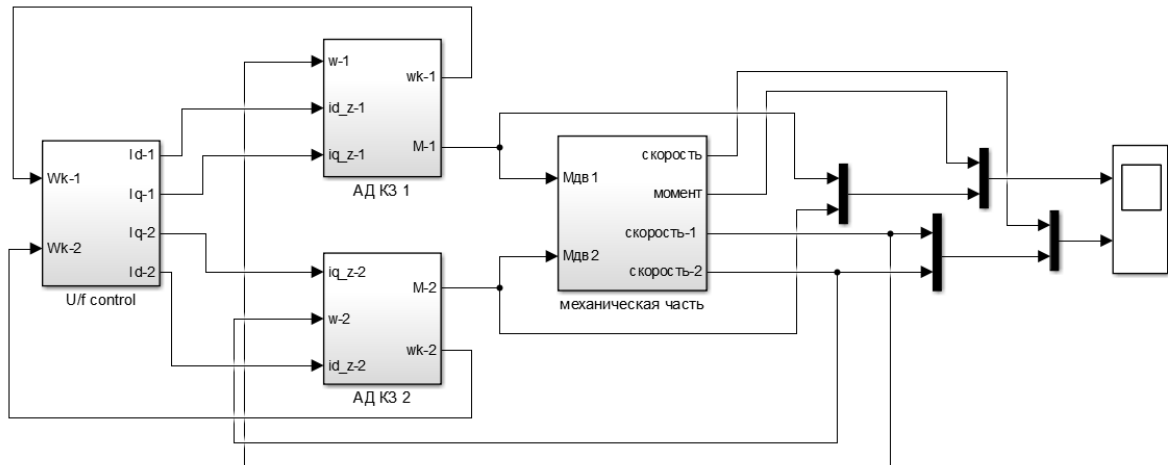 Wk-1
Wk-2
Id-1
Iq-1
Iq-2
Id-2
U/f control
w-1
id_z-1
iq_z-1
wk-1
M-1
АД КЗ 1
iq_z-2
w-2
id_z-2
M-2
wk-2
АД КЗ 2
Мдв1
Мдв2
скорость
момент
скорость-1
скорость-2
механическая часть